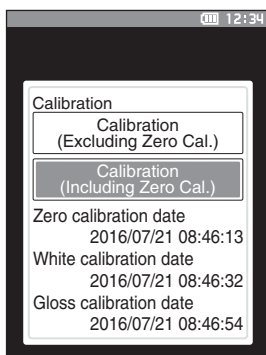 12:34
Calibration
Calibration
(Excluding Zero Cal.)
Calibration
(Including Zero Cal.)
Zero calibration date
2016/07/21 08:46:13
White calibration date
2016/07/21 08:46:32
Gloss calibration date
2016/07/21 08:46:54